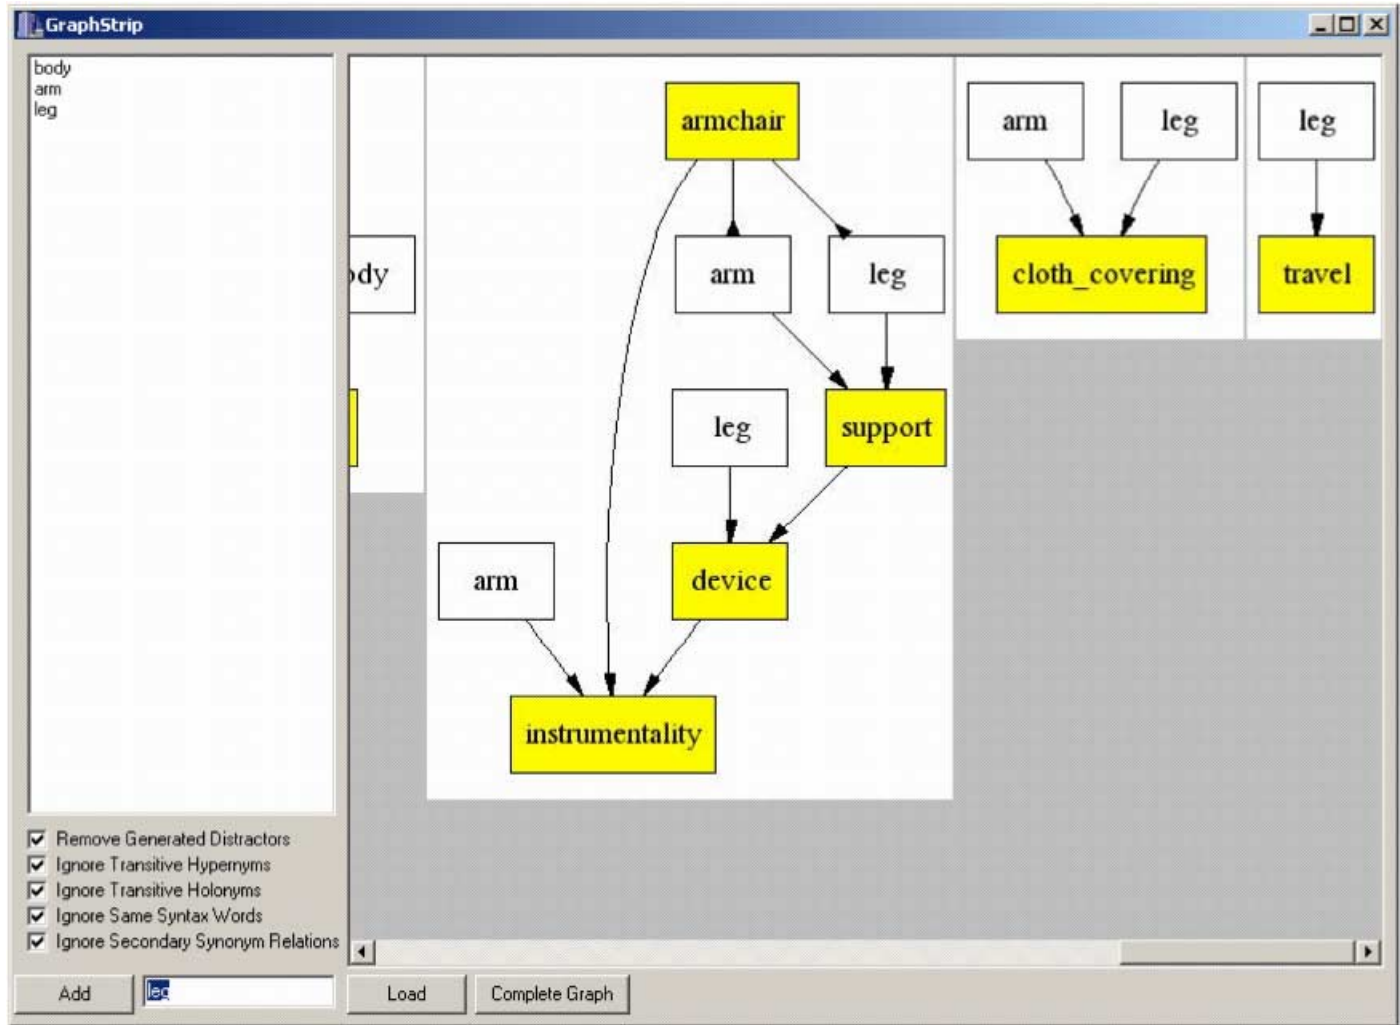 GraphStrip
body
arm
leg
armchair
arm
leg
leg
arm
leg
cloth_covering
travel
leg
support
arm
device
instrumentality
Remove Generated Distractors
Ignore Transitive Hypernyms
Ignore Transitive Holonyms
Ignore Same Syntax Words
Ignore Secondary Synonym Relations
Add
leg
Load
Complete Graph